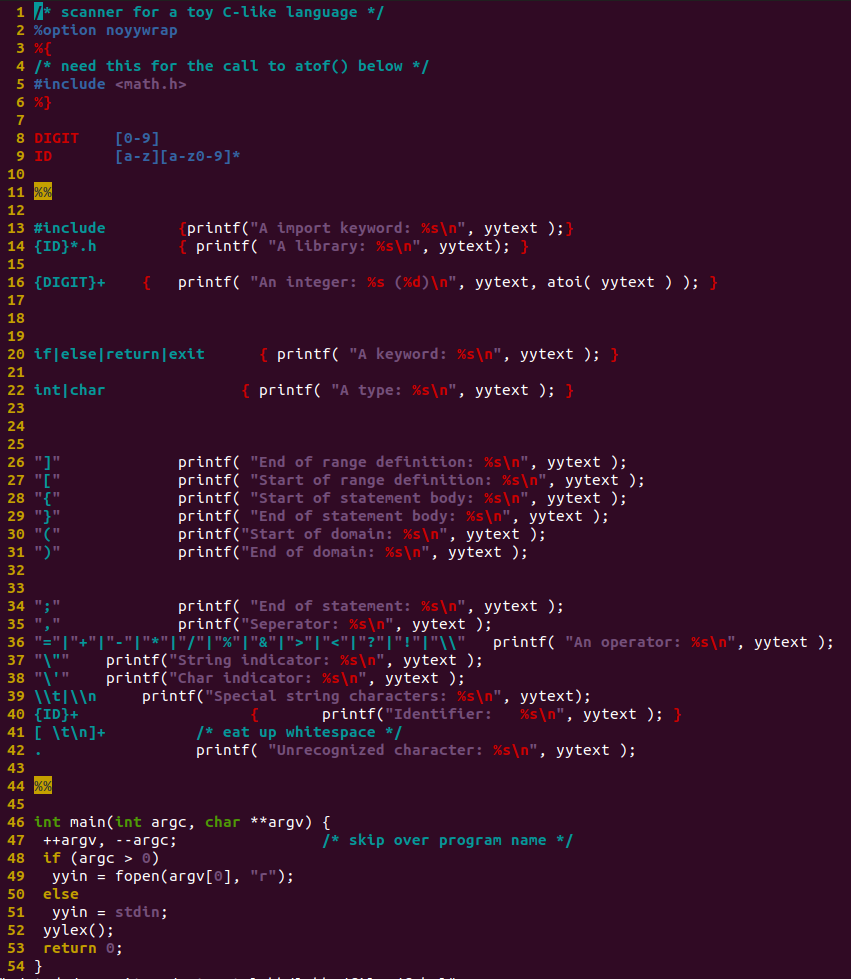 1 /* scanner for a toy C-like language */
2 %option noyywrap
3 %{
4 /* need this for the call to atof() below */
5 #include <math.h>
6 %}
7
8 DIGIT    [0-9]
9 ID       [a-z][a-z0-9]*
10
11 %%
12
13 #include        {printf("A import keyword: %s\n", yytext );}
14 {ID}*.h         { printf( "A library: %s\n", yytext); }
15
16 {DIGIT}+    {   printf( "An integer: %s (%d)\n", yytext, atoi( yytext ) ); }
17
18
19
20 if|else|return|exit      { printf( "A keyword: %s\n", yytext ); }
21
22 int|char               { printf( "A type: %s\n", yytext ); }
23
24
25
26 "]"             printf( "End of range definition: %s\n", yytext );
27 "["             printf( "Start of range definition: %s\n", yytext );
28 "{"             printf( "Start of statement body: %s\n", yytext );
29 "}"             printf( "End of statement body: %s\n", yytext );
30 "("             printf("Start of domain: %s\n", yytext );
31 ")"             printf("End of domain: %s\n", yytext );
32
33
34 ";"             printf( "End of statement: %s\n", yytext );
35 ","             printf("Seperator: %s\n", yytext );
36 "="|"+"|"-"|"*"|"/"|"%"|"&"|">"|"<"|"?"|"!"|"\\"   printf( "An operator: %s\n", yytext );
37 "\""    printf("String indicator: %s\n", yytext );
38 "\'"    printf("Char indicator: %s\n", yytext );
39 \\t|\\n     printf("Special string characters: %s\n", yytext);
40 {ID}+                   {       printf("Identifier:   %s\n", yytext ); }
41 [ \t\n]+          /* eat up whitespace */
42 .                 printf( "Unrecognized character: %s\n", yytext );
43
44 %%
45
46 int main(int argc, char **argv) {
47  ++argv, --argc;                /* skip over program name */
48  if (argc > 0)
49   yyin = fopen(argv[0], "r");
50  else
51   yyin = stdin;
52  yylex();
53  return 0;
54 }